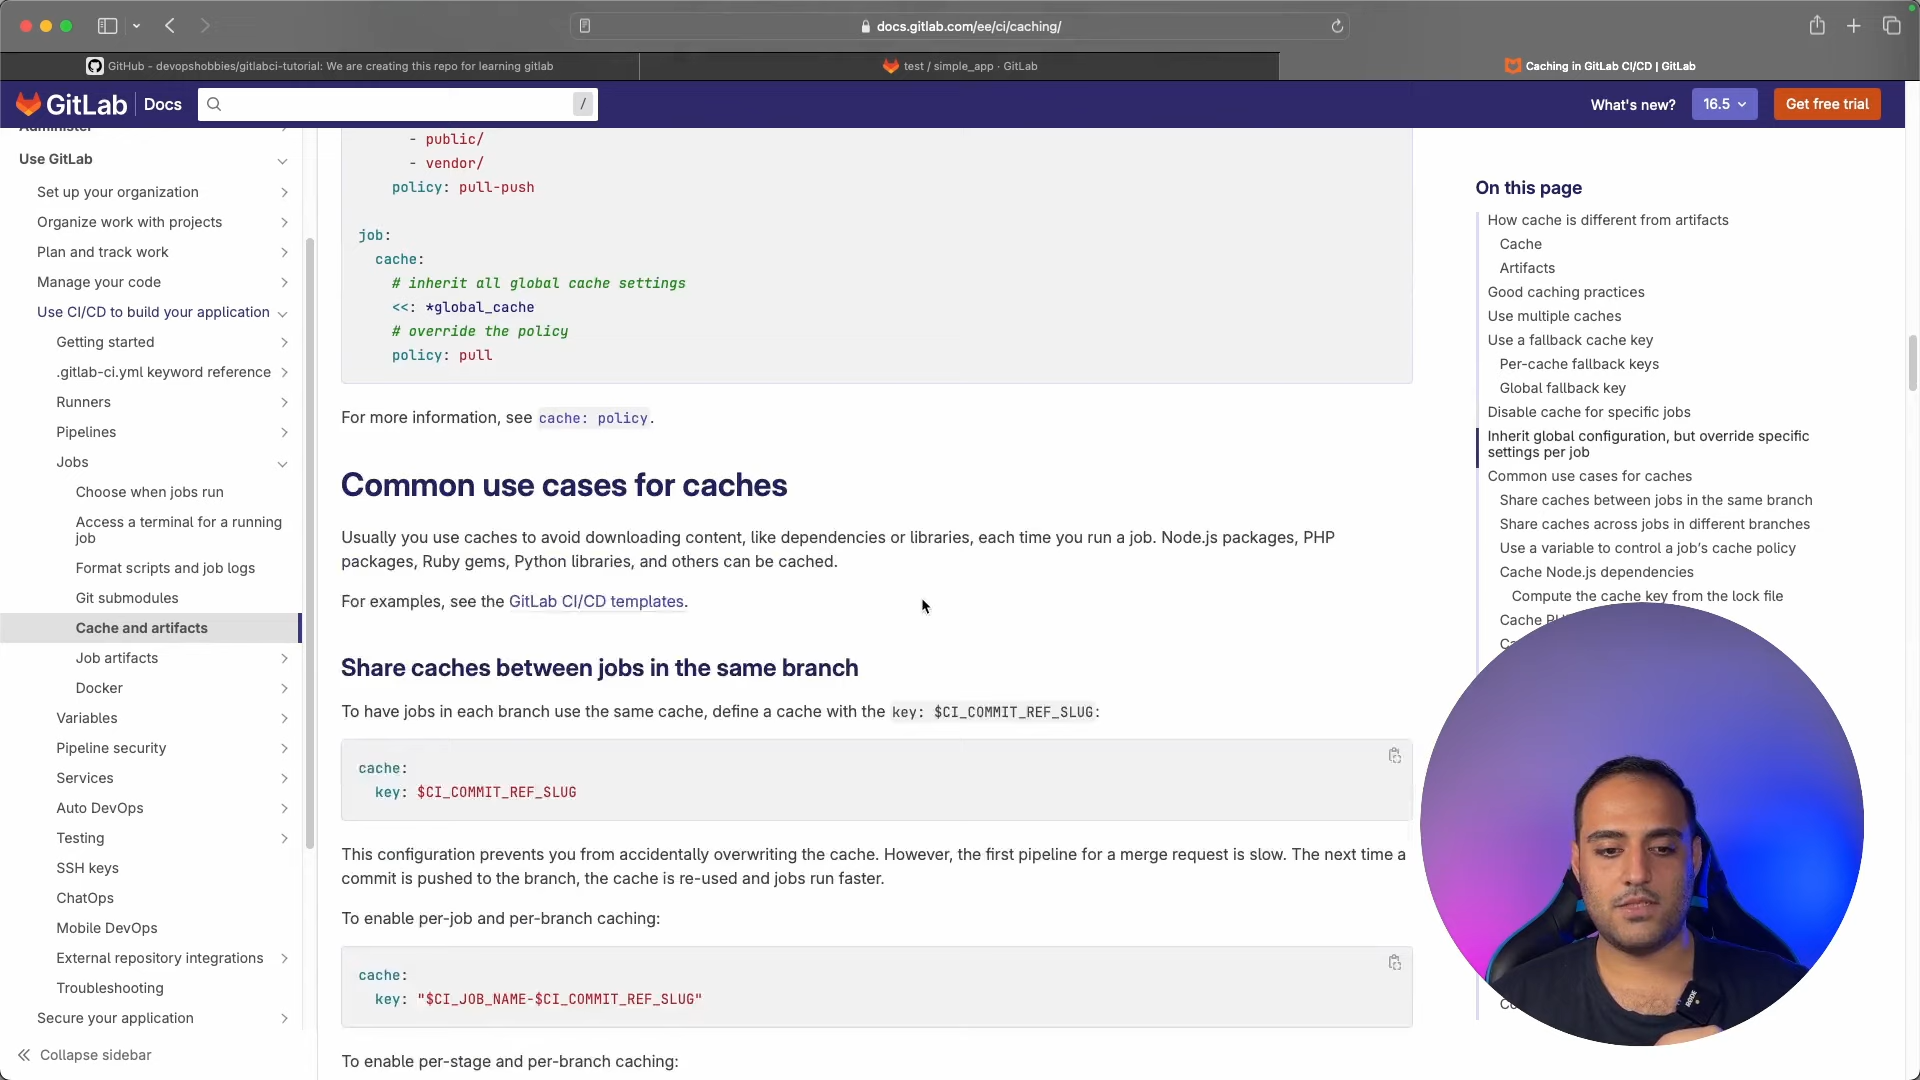 docs.gitlab.com/ee/ci/caching/
GitHub - devopshobbies/gitlabci-tutorial: We are creating this repo for learning gitlab
test / simple_app · GitLab
Caching in GitLab CI/CD | GitLab
GitLab Docs
/
What's new?
16.5
Get free trial
Administer
Use GitLab
Set up your organization
Organize work with projects
Plan and track work
Manage your code
Use CI/CD to build your application
Getting started
.gitlab-ci.yml keyword reference
Runners
Pipelines
Jobs
Choose when jobs run
Access a terminal for a running
job
Format scripts and job logs
Git submodules
Cache and artifacts
Job artifacts
Docker
Variables
Pipeline security
Services
Auto DevOps
Testing
SSH keys
ChatOps
Mobile DevOps
External repository integrations
Troubleshooting
Secure your application
Collapse sidebar
- public/
- vendor/
policy: pull-push
job:
cache:
# inherit all global cache settings
<<: *global_cache
# override the policy
policy: pull
For more information, see cache: policy.
Common use cases for caches
Usually you use caches to avoid downloading content, like dependencies or libraries, each time you run a job. Node.js packages, PHP
packages, Ruby gems, Python libraries, and others can be cached.
For examples, see the GitLab CI/CD templates.
Share caches between jobs in the same branch
To have jobs in each branch use the same cache, define a cache with the key: $CI_COMMIT_REF_SLUG:
cache:
key: $CI_COMMIT_REF_SLUG
This configuration prevents you from accidentally overwriting the cache. However, the first pipeline for a merge request is slow. The next time a
commit is pushed to the branch, the cache is re-used and jobs run faster.
To enable per-job and per-branch caching:
cache:
key: "$CI_JOB_NAME-$CI_COMMIT_REF_SLUG"
To enable per-stage and per-branch caching:
On this page
How cache is different from artifacts
Cache
Artifacts
Good caching practices
Use multiple caches
Use a fallback cache key
Per-cache fallback keys
Global fallback key
Disable cache for specific jobs
Inherit global configuration, but override specific
settings per job
Common use cases for caches
Share caches between jobs in the same branch
Share caches across jobs in different branches
Use a variable to control a job's cache policy
Cache Node.js dependencies
Compute the cache key from the lock file
Cache
RODE